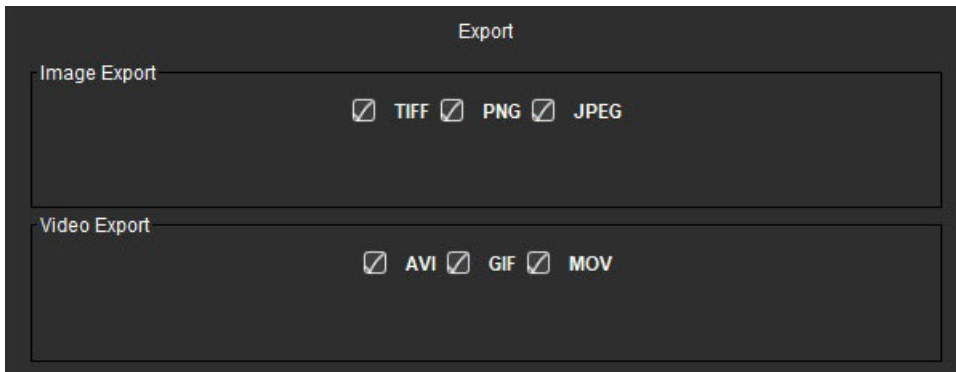 Export
Image Export
TIFF PNG JPEG
Video Export
AVI GIF MOV